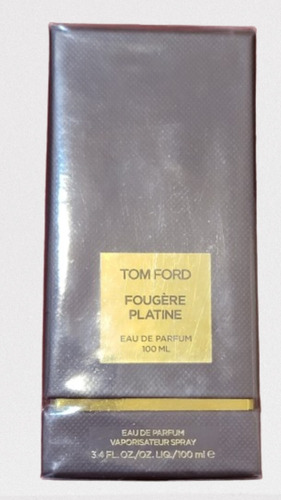 TOM FORD
FOUGÈRE
PLATINE
EAU DE PARFUM
100 ML
EAU DE PARFUM
VAPORISATEUR SPRAY
3.4 FL.OZ./OZ. LIQ./100 ml ℮